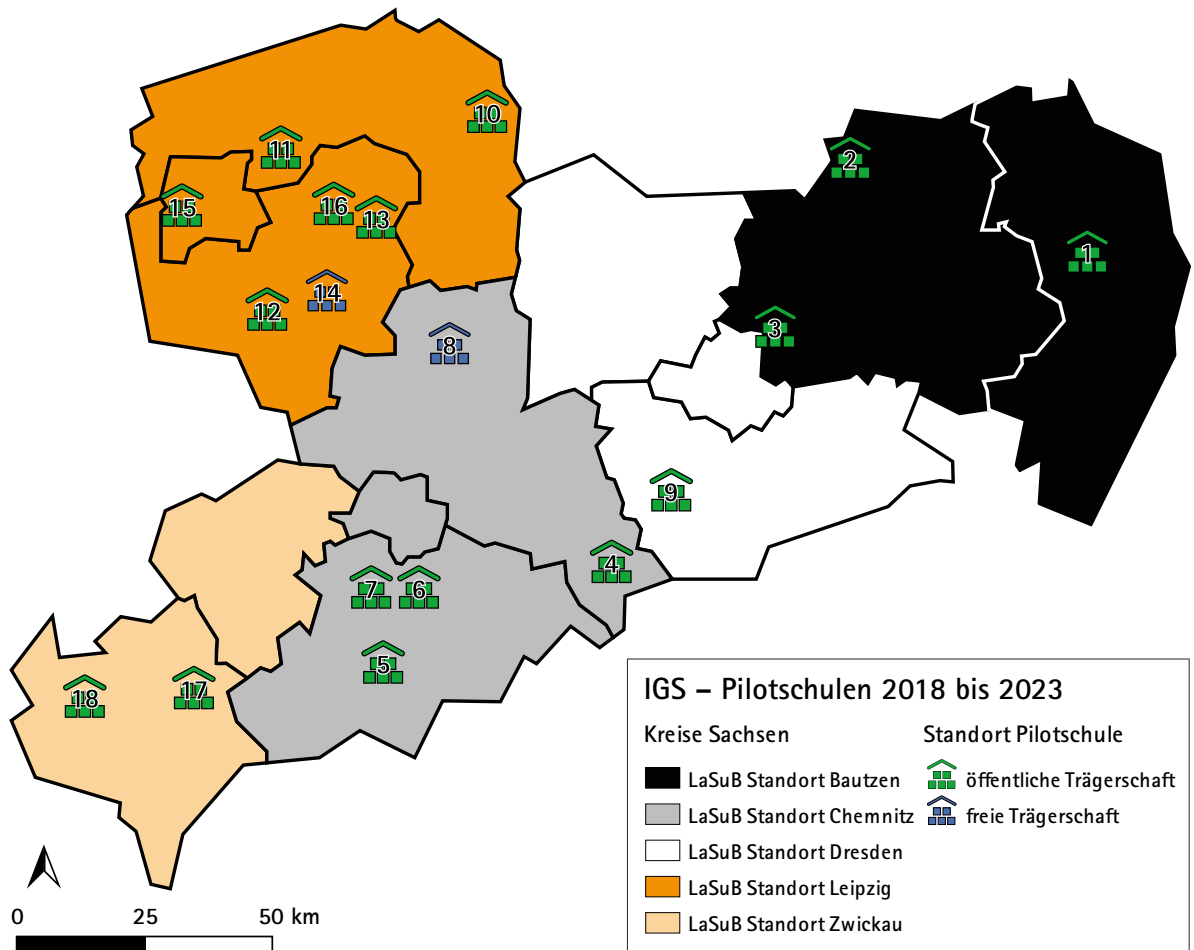 10
11
2
15
16
13
1
14
12
3
8
9
4
7
6
5
17
18
IGS – Pilotschulen 2018 bis 2023
Kreise Sachsen
Standort Pilotschule
LaSuB Standort Bautzen
öffentliche Trägerschaft
LaSuB Standort Chemnitz
freie Trägerschaft
LaSuB Standort Dresden
LaSuB Standort Leipzig
LaSuB Standort Zwickau
0 25 50 km